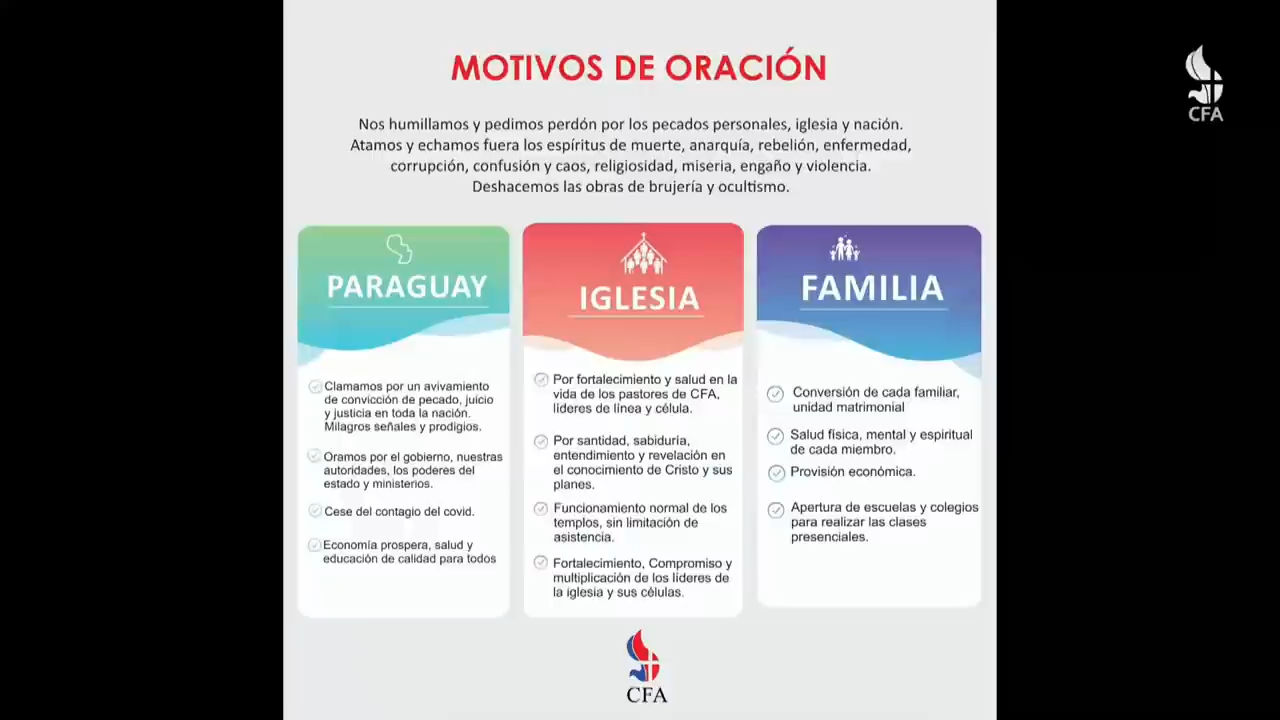 MOTIVOS DE ORACIÓN
Nos humillamos y pedimos perdón por los pecados personales, iglesia y nación.
Atamos y echamos fuera los espíritus de muerte, anarquía, rebelión, enfermedad,
corrupción, confusión y caos, religiosidad, miseria, engaño y violencia.
Deshacemos las obras de brujería y ocultismo.
PARAGUAY
Clamamos por un avivamiento
de convicción de pecado, juicio
y justicia en toda la nación.
Milagros señales y prodigios.
Oramos por el gobierno, nuestras
autoridades, los poderes del
estado y ministerios.
Cese del contagio del covid.
Economía prospera, salud y
educación de calidad para todos
IGLESIA
Por fortalecimiento y salud en la
vida de los pastores de CFA,
líderes de línea y célula.
Por santidad, sabiduría,
entendimiento y revelación en
el conocimiento de Cristo y sus
planes.
Funcionamiento normal de los
templos, sin limitación de
asistencia.
Fortalecimiento, Compromiso y
multiplicación de los líderes de
la iglesia y sus células.
FAMILIA
Conversión de cada familiar,
unidad matrimonial
Salud física, mental y espiritual
de cada miembro.
Provisión económica.
Apertura de escuelas y colegios
para realizar las clases
presenciales.
CFA
CFA